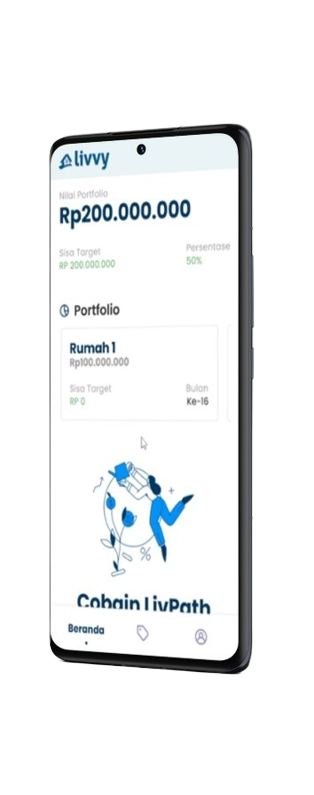 livvy
Nilai Portfolio
Rp200.000.000
Sisa Target
Persentase
RP 200.000.000
50%
Portfolio
Rumah 1
Rp100.000.000
Sisa Target
Bulan
RP 0
Ke-16
%
Cobain LivPath
Beranda